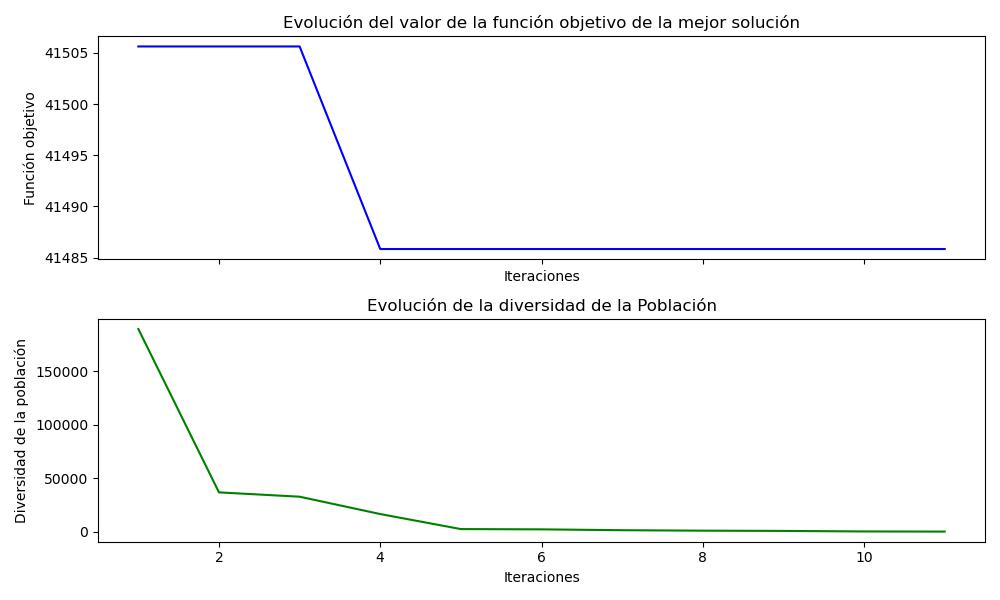 Evolución del valor de la función objetivo de la mejor solución
Función objetivo
41505
41500
41495
41490
41485
Iteraciones
Evolución de la diversidad de la Población
Diversidad de la población
150000
100000
50000
0
2 4 6 8 10
Iteraciones